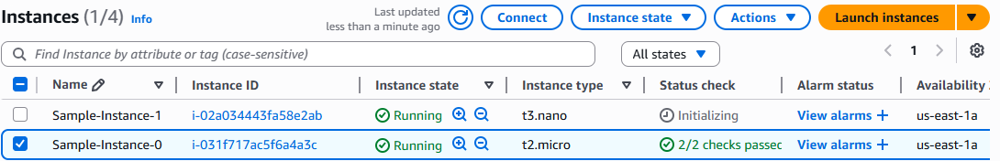 Instances (1/4) Info
Last updated
less than a minute ago
Connect
Instance state
Actions
Launch instances
Find Instance by attribute or tag (case-sensitive)
All states
1
Name Instance ID Instance state Instance type Status check Alarm status Availability
Sample-Instance-1 i-02a034443fa58e2ab Running t3.nano Initializing View alarms + us-east-1a
Sample-Instance-0 i-031f717ac5f6a4a3c Running t2.micro 2/2 checks passec View alarms + us-east-1a